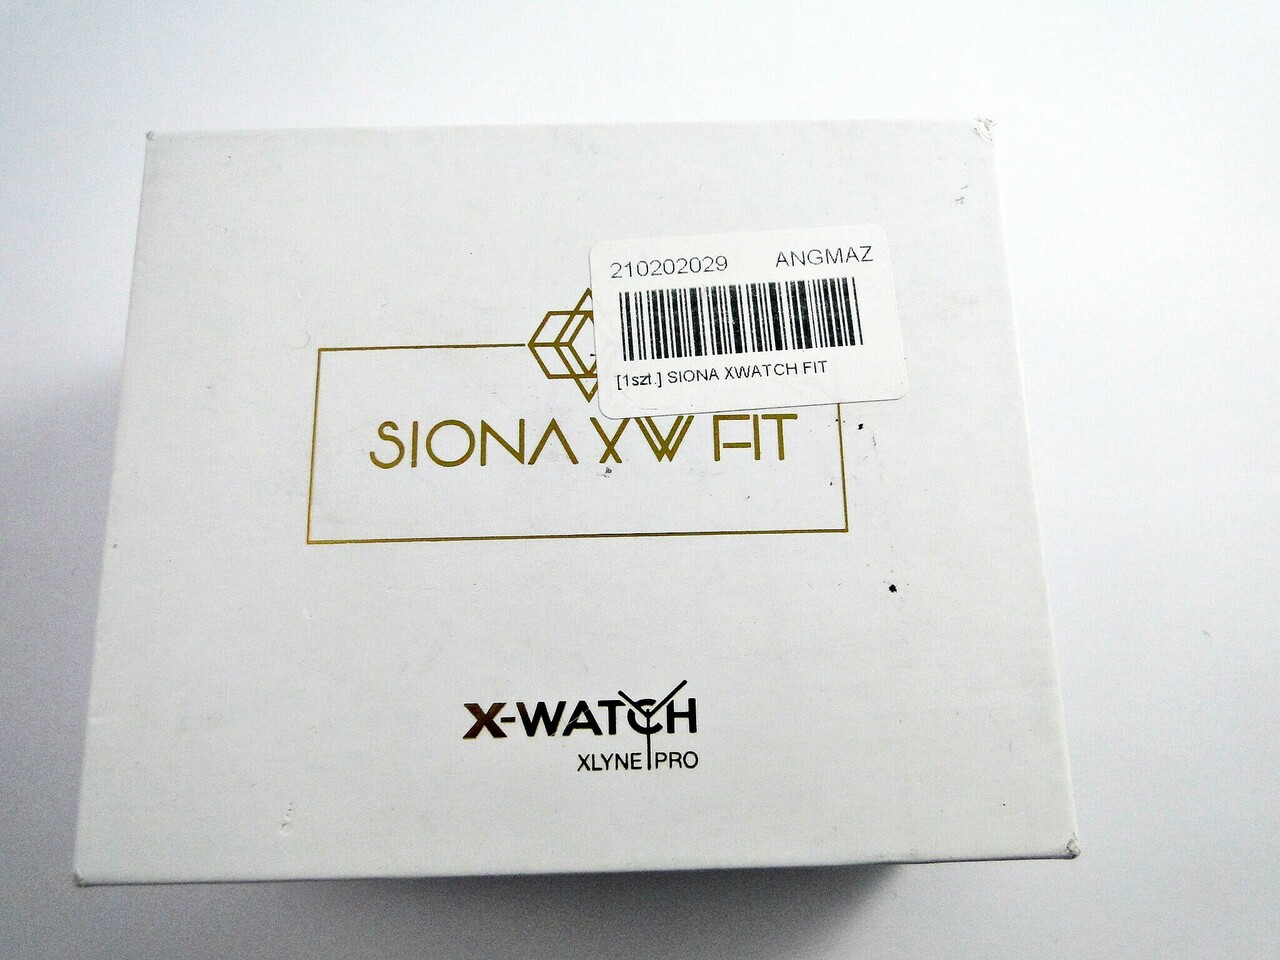 210202029 ANGMAZ
[1szt.] SIONA XWATCH FIT
SIONA XW FIT
X-WATCH
XLYNE PRO